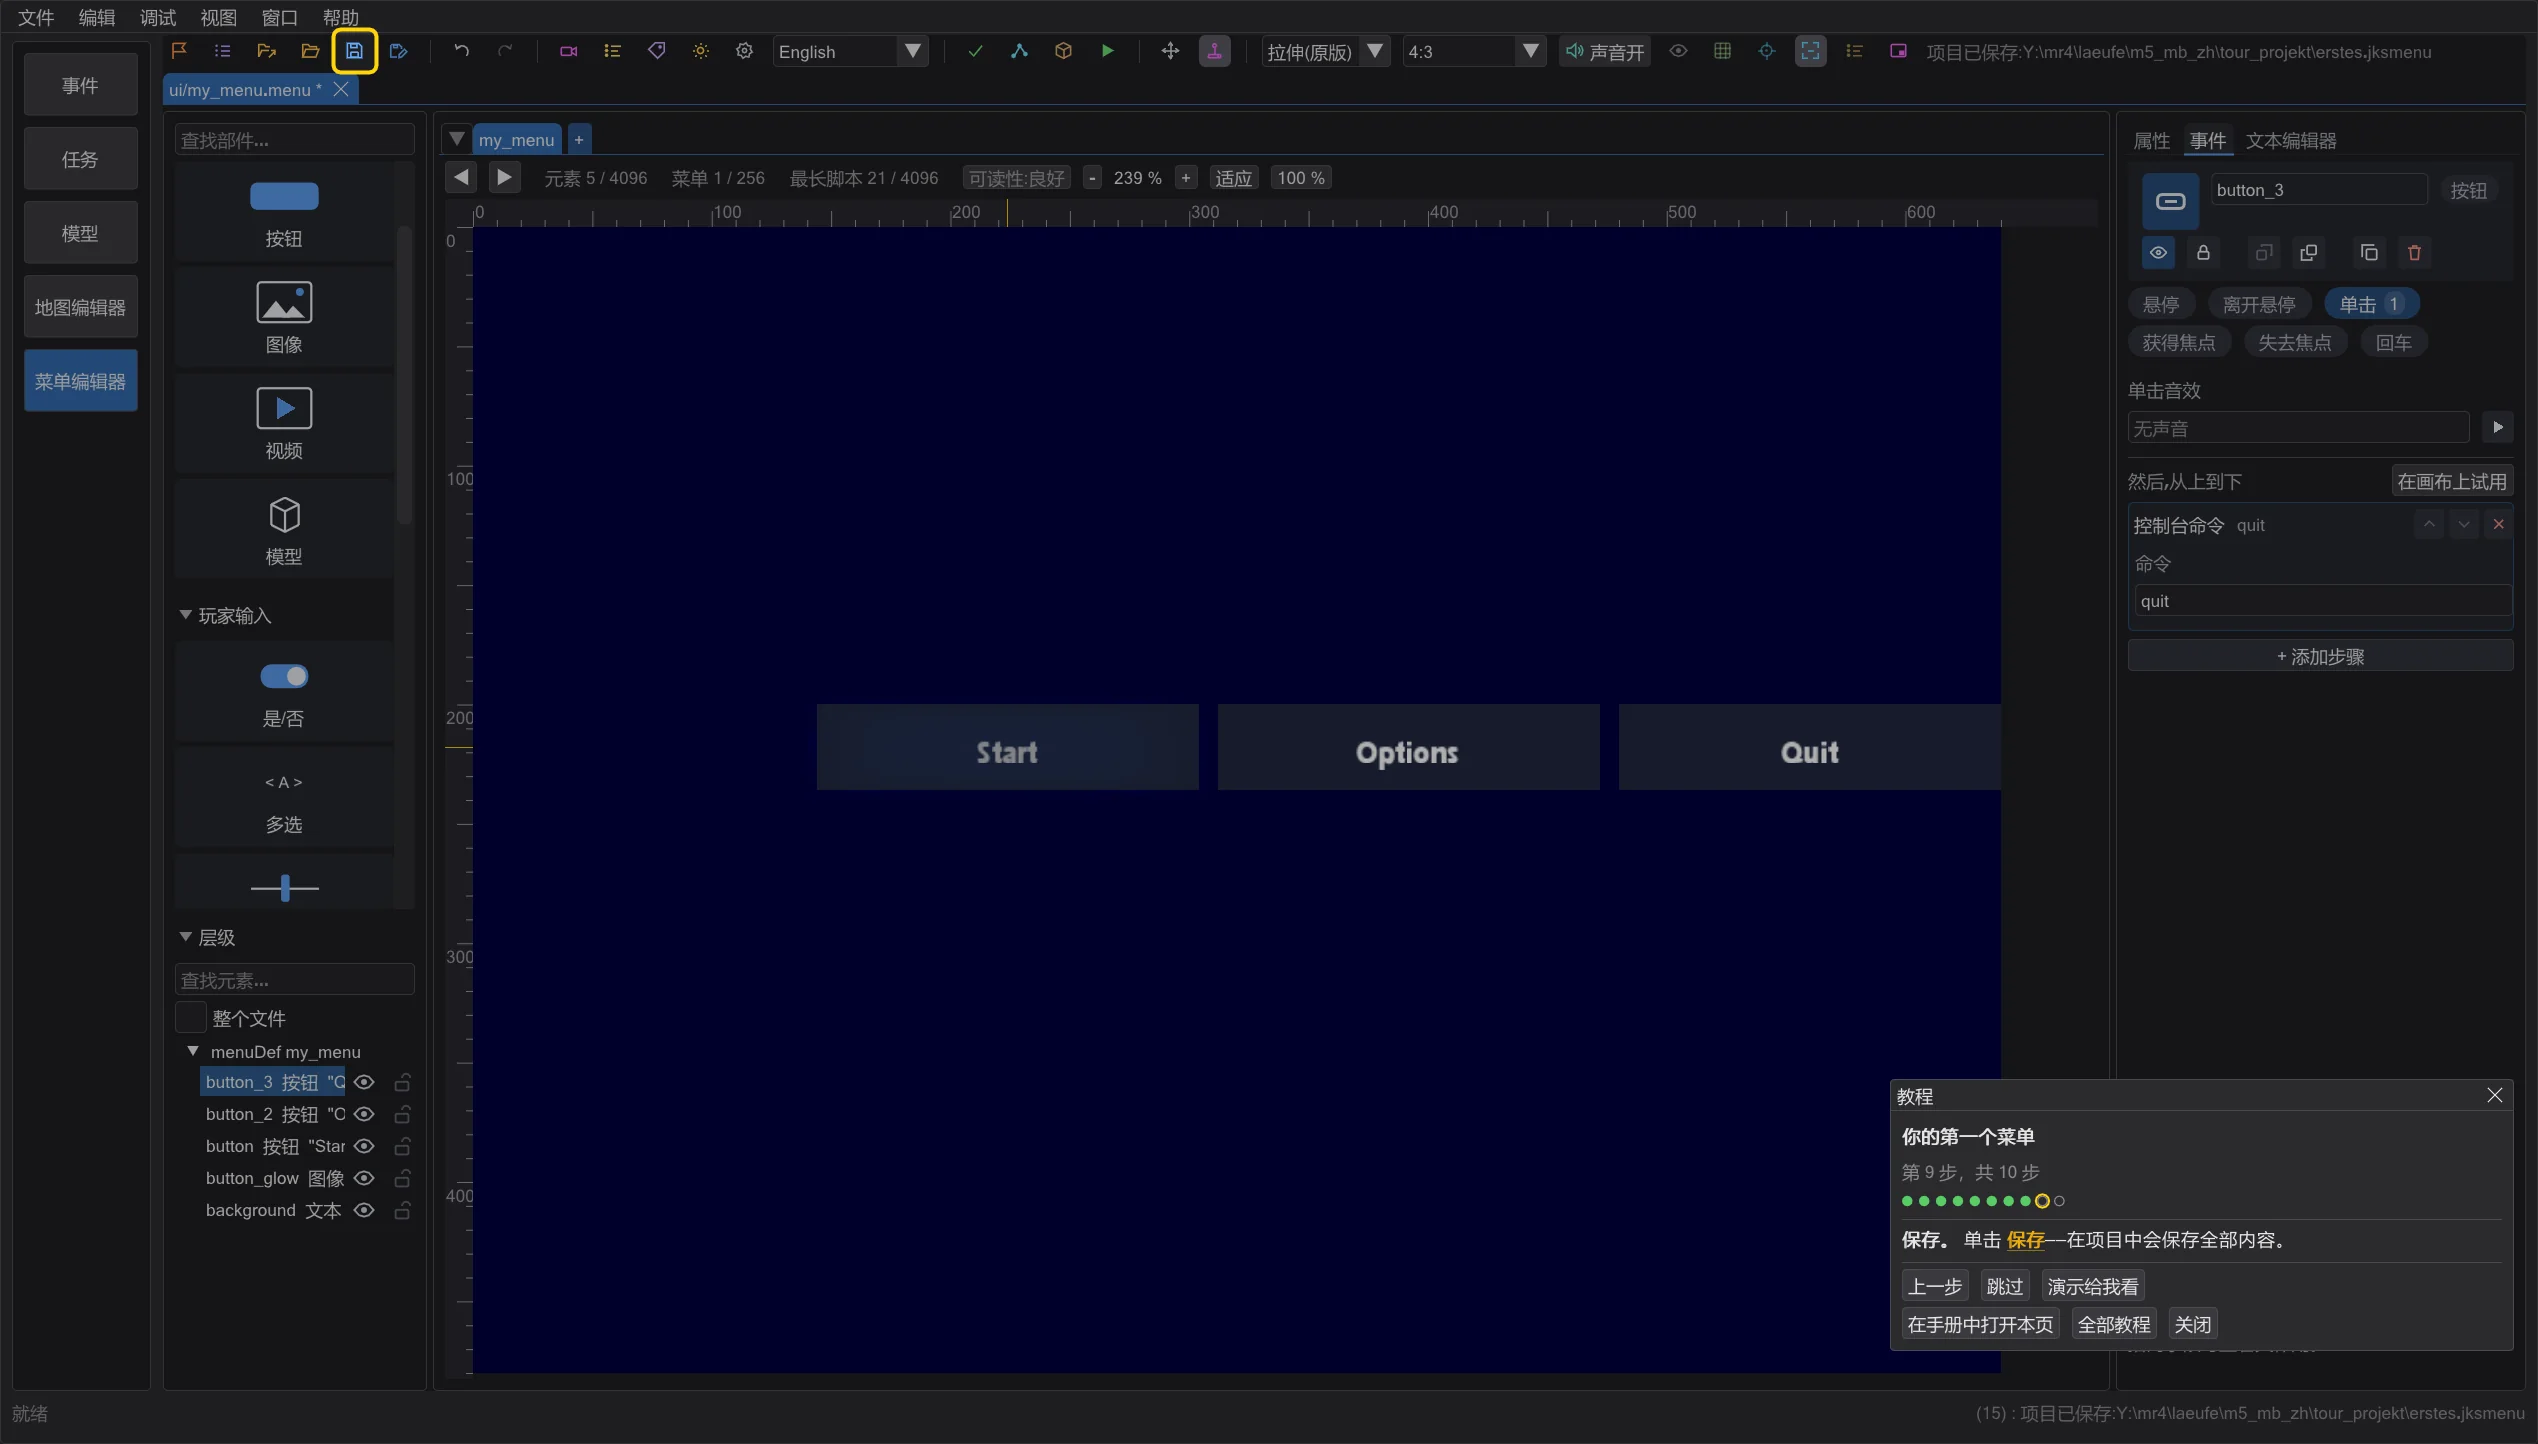 文件 编辑 调试 视图 窗口 帮助
English 拉伸(原版) 4:3 声音开 项目已保存:Y:\mr4\laeufe\m5_mb_zh\tour_projekt\erstes.jksmenu
ui/my_menu.menu *
事件
任务
模型
地图编辑器
菜单编辑器
查找部件...
按钮
图像
视频
模型
玩家输入
是/否
< A >
多选
层级
查找元素...
整个文件
menuDef my_menu
button_3 按钮 "Q
button_2 按钮 "O
button 按钮 "Star
button_glow 图像
background 文本
my_menu +
元素 5 / 4096 菜单 1 / 256 最长脚本 21 / 4096 可读性:良好 - 239 % + 适应 100 %
0 100 200 300 400 500 600
0
100
200
300
400
Start Options Quit
属性 事件 文本编辑器
button_3 按钮
悬停 离开悬停 单击 1
获得焦点 失去焦点 回车
单击音效
无声音
然后,从上到下 在画布上试用
控制台命令 quit
命令
quit
+ 添加步骤
教程
你的第一个菜单
第 9 步，共 10 步
保存。 单击 保存—在项目中会保存全部内容。
上一步 跳过 演示给我看
在手册中打开本页 全部教程 关闭
就绪
(15) : 项目已保存:Y:\mr4\laeufe\m5_mb_zh\tour_projekt\erstes.jksmenu